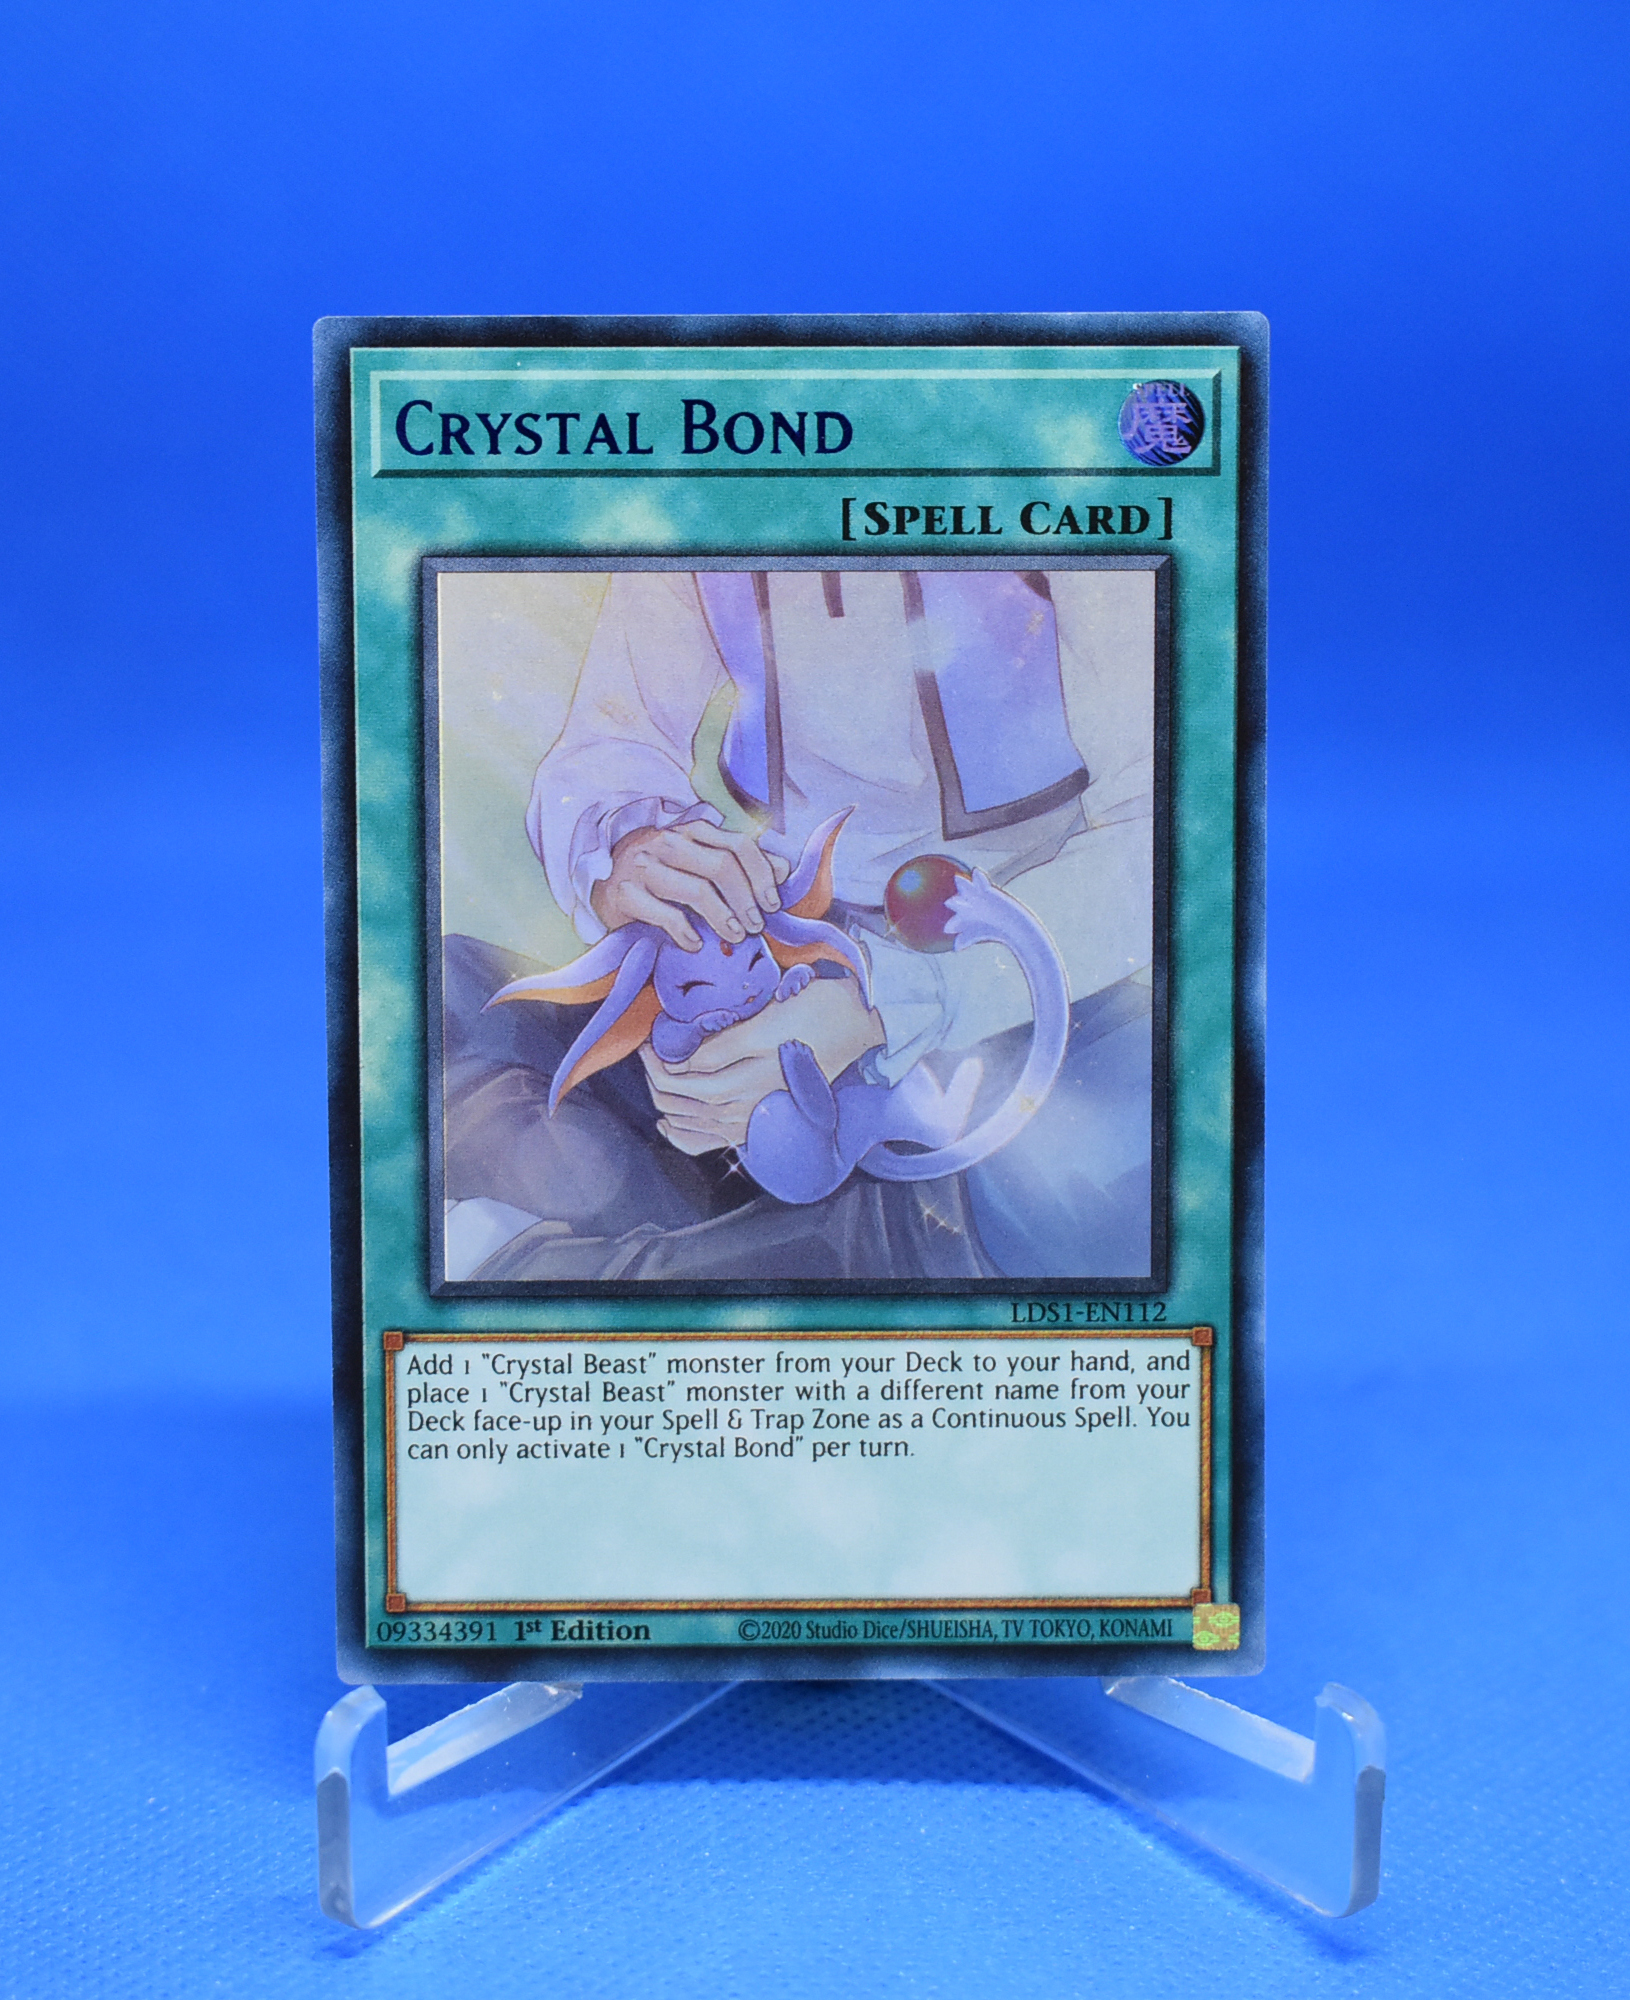 CRYSTAL BOND
SPELL
魔
[SPELL CARD]
LDS1-EN112
Add 1 "Crystal Beast" monster from your Deck to your hand, and
place 1 "Crystal Beast" monster with a different name from your
Deck face-up in your Spell & Trap Zone as a Continuous Spell. You
can only activate 1 "Crystal Bond" per turn.
09334391 1st Edition ©2020 Studio Dice/SHUEISHA, TV TOKYO, KONAMI